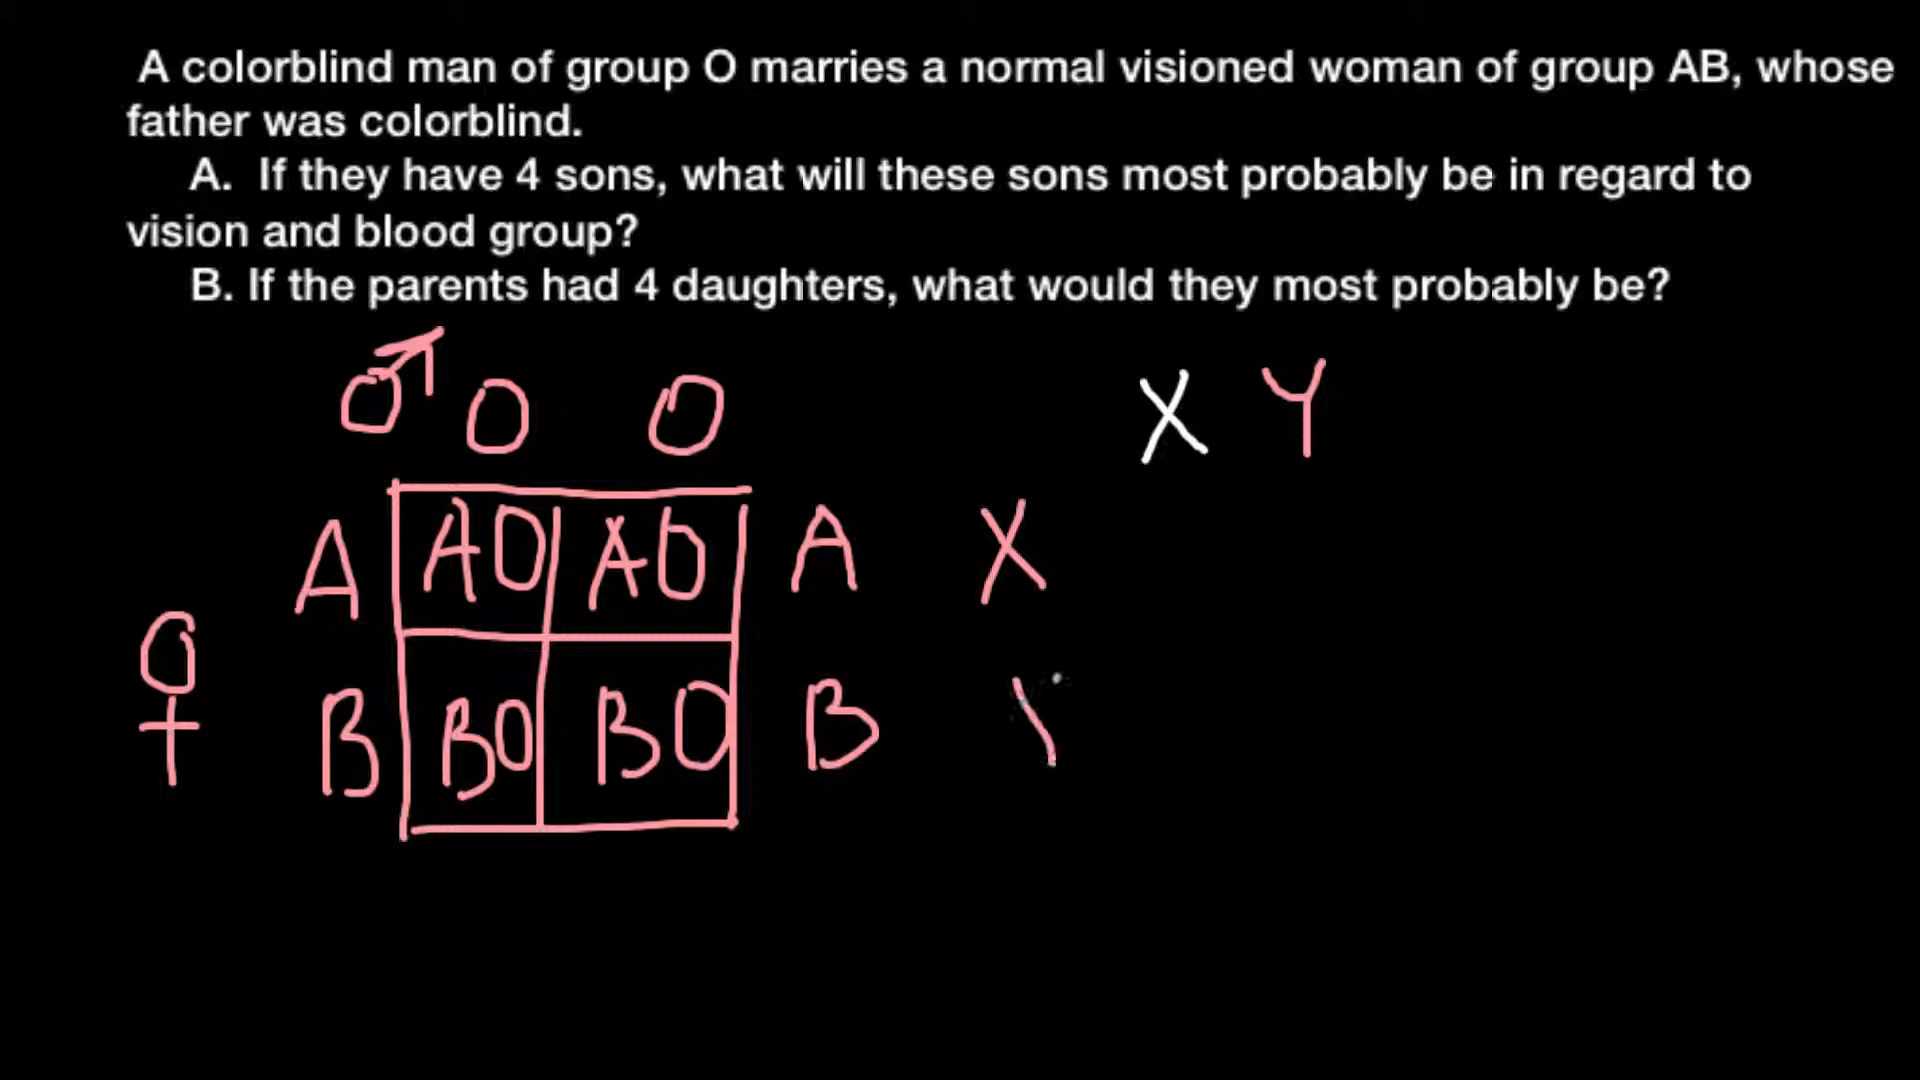 A colorblind man of group O marries a normal visioned woman of group AB, whose
father was colorblind.
A. If they have 4 sons, what will these sons most probably be in regard to
vision and blood group?
B. If the parents had 4 daughters, what would they most probably be?
♂ O O X Y
A AO AO A X
♀ B BO BO B